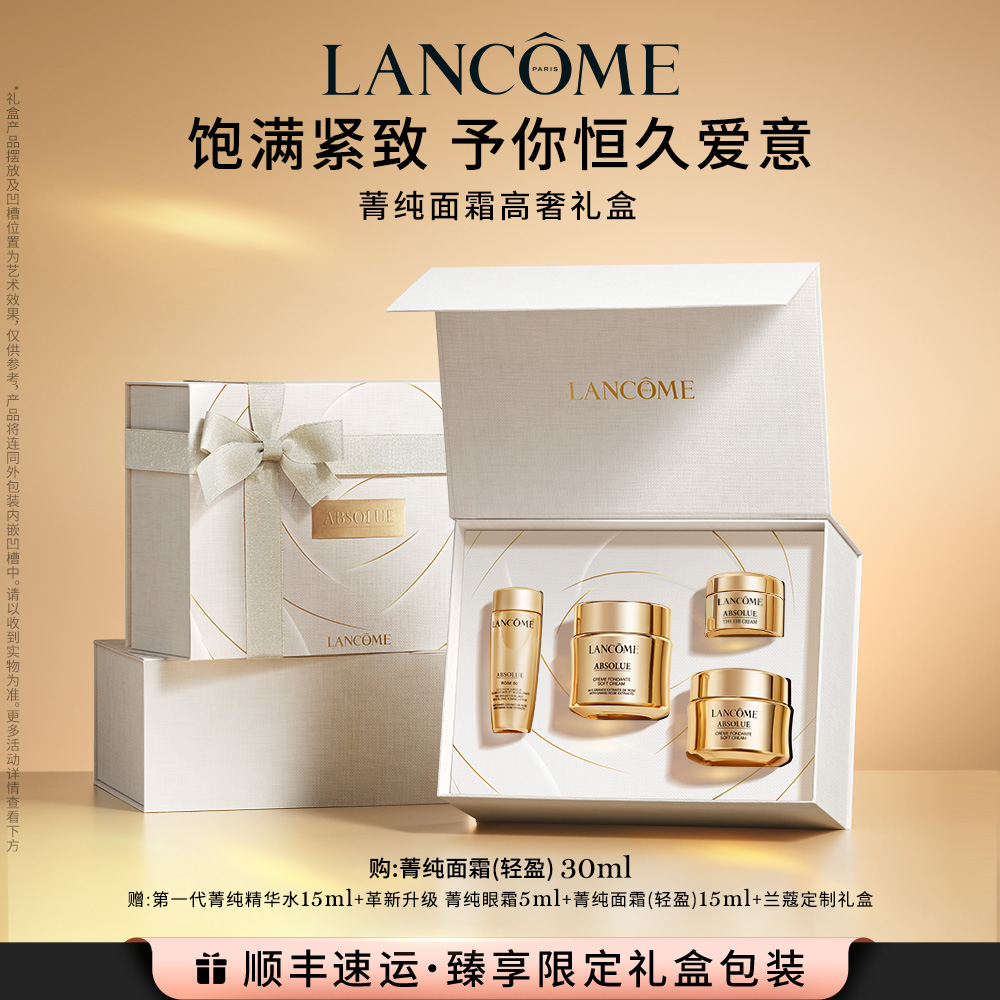 LANCÔME
PARIS
饱满紧致 予你恒久爱意
菁纯面霜高奢礼盒
*礼盒产品摆放及凹槽位置为艺术效果,仅供参考,产品将连同外包装内嵌凹槽中。请以收到实物为准。更多活动详情查看下方
LANCÔME
ABSOLUE
LANCÔME
LANCÔME
ABSOLUE
ROSE 80
LANCÔME
ABSOLUE
CRÈME FONDANTE
SOFT CREAM
LANCÔME
ABSOLUE
THE EYE CREAM
LANCÔME
ABSOLUE
CRÈME FONDANTE
SOFT CREAM
购:菁纯面霜(轻盈) 30ml
赠:第一代菁纯精华水15ml+革新升级 菁纯眼霜5ml+菁纯面霜(轻盈)15ml+兰蔻定制礼盒
顺丰速运·臻享限定礼盒包装